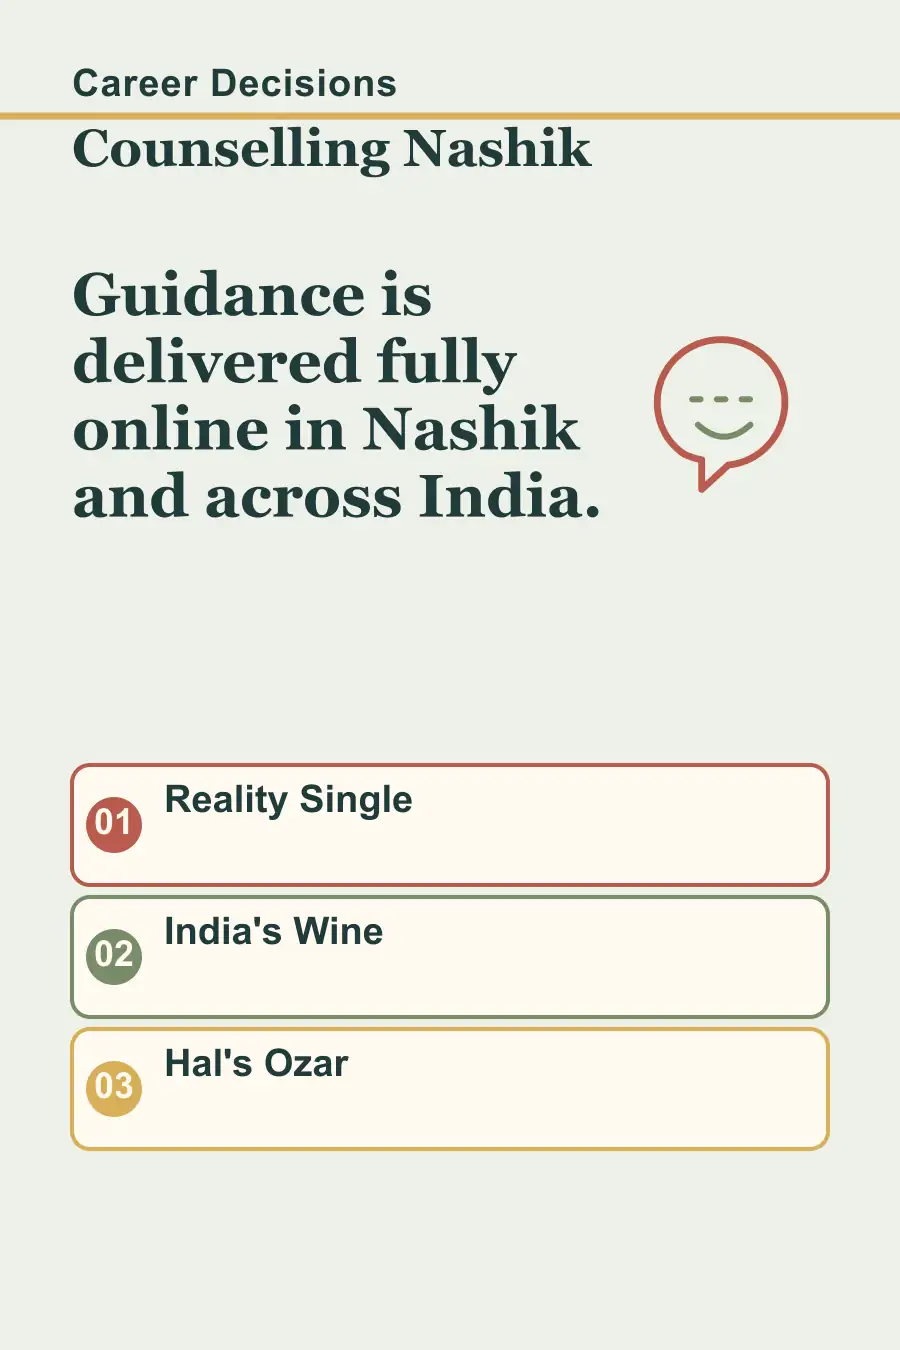 Career Decisions
Counselling Nashik
Guidance is
delivered fully
online in Nashik
and across India.
01 Reality Single
02 India's Wine
03 Hal's Ozar